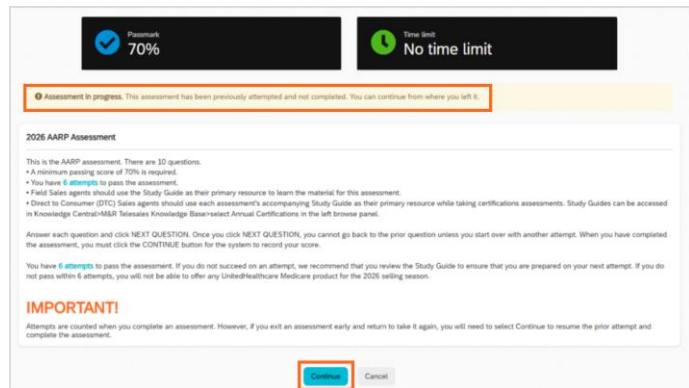 Passmark
70%
Time limit
No time limit
Assessment in progress. This assessment has been previously attempted and not completed. You can continue from where you left it.
2026 AARP Assessment
This is the AARP assessment. There are 10 questions.
• A minimum passing score of 70% is required.
• You have 6 attempts to pass the assessment.
• Field Sales agents should use the Study Guide as their primary resource to learn the material for this assessment.
• Direct to Consumer (DTC) Sales agents should use each assessment's accompanying Study Guide as their primary resource while taking certifications assessments. Study Guides can be accessed
in Knowledge Central>M&R Telesales Knowledge Base>select Annual Certifications in the left browse panel.
Answer each question and click NEXT QUESTION. Once you click NEXT QUESTION, you cannot go back to the prior question unless you start over with another attempt. When you have completed
the assessment, you must click the CONTINUE button for the system to record your score.
You have 6 attempts to pass the assessment. If you do not succeed on an attempt, we recommend that you review the Study Guide to ensure that you are prepared on your next attempt. If you do
not pass within 6 attempts, you will not be able to offer any UnitedHealthcare Medicare product for the 2026 selling season.
IMPORTANT!
Attempts are counted when you complete an assessment. However, if you exit an assessment early and return to take it again, you will need to select Continue to resume the prior attempt and
complete the assessment.
Continue
Cancel